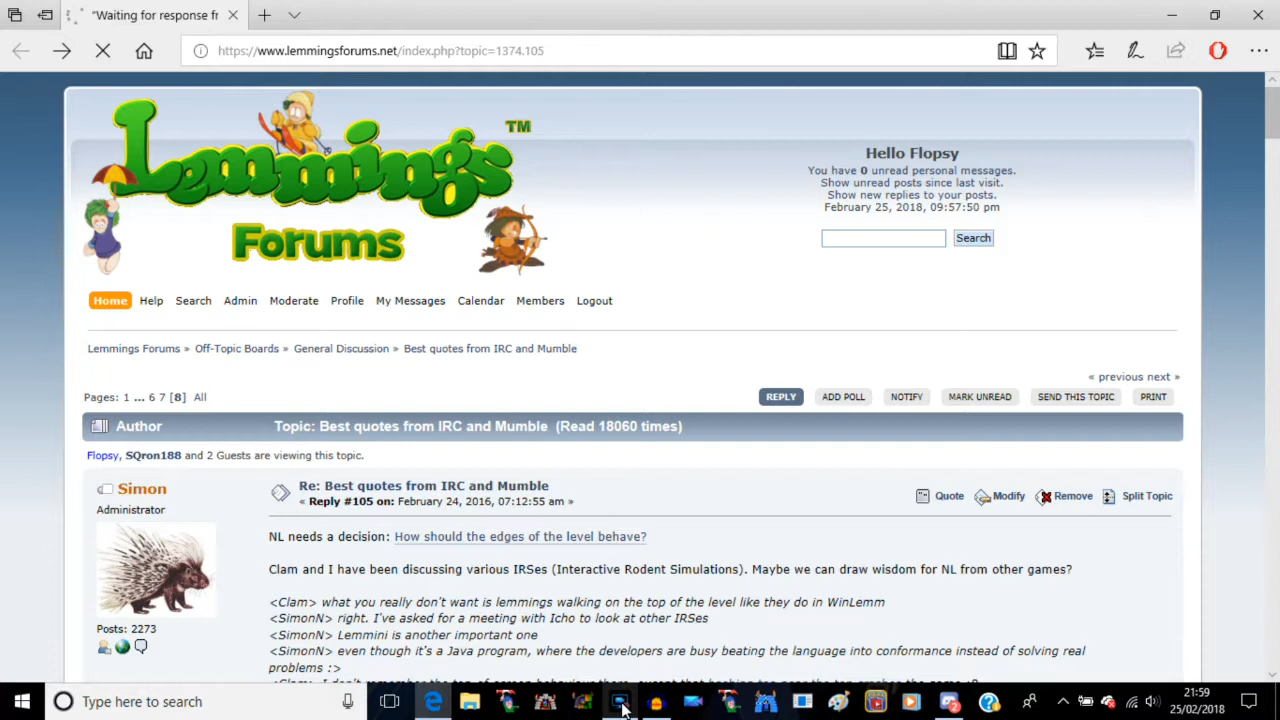 "Waiting for response fr
https://www.lemmingsforums.net/index.php?topic=1374.105
Lemmings TM
Forums
Hello Flopsy
You have 0 unread personal messages.
Show unread posts since last visit.
Show new replies to your posts.
February 25, 2018, 09:57:50 pm
Search
Home Help Search Admin Moderate Profile My Messages Calendar Members Logout
Lemmings Forums » Off-Topic Boards » General Discussion » Best quotes from IRC and Mumble
« previous next »
Pages: 1 ... 6 7 [8] All
REPLY ADD POLL NOTIFY MARK UNREAD SEND THIS TOPIC PRINT
Author Topic: Best quotes from IRC and Mumble (Read 18060 times)
Flopsy, SQron188 and 2 Guests are viewing this topic.
Simon
Administrator
Posts: 2273
Re: Best quotes from IRC and Mumble
« Reply #105 on: February 24, 2016, 07:12:55 am »
Quote Modify Remove Split Topic
NL needs a decision: How should the edges of the level behave?
Clam and I have been discussing various IRSes (Interactive Rodent Simulations). Maybe we can draw wisdom for NL from other games?
<Clam> what you really don't want is lemmings walking on the top of the level like they do in WinLemm
<SimonN> right. I've asked for a meeting with Icho to look at other IRSes
<SimonN> Lemmini is another important one
<SimonN> even though it's a Java program, where the developers are busy beating the language into conformance instead of solving real
problems :>
Type here to search
21:59
25/02/2018